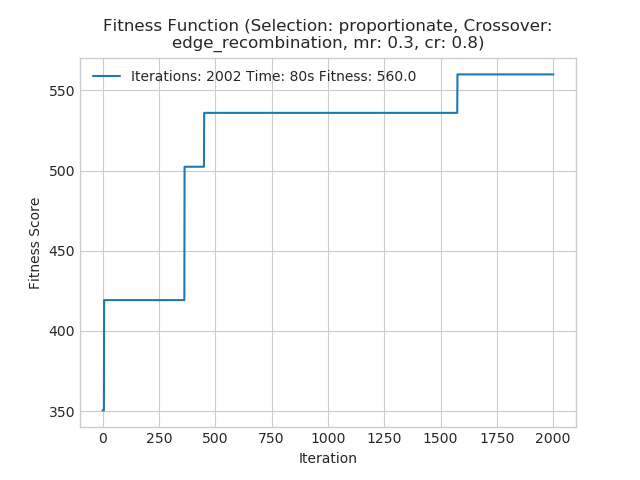 Fitness Function (Selection: proportionate, Crossover:
edge_recombination, mr: 0.3, cr: 0.8)
Iterations: 2002 Time: 80s Fitness: 560.0
550
500
450
400
350
Fitness Score
0 250 500 750 1000 1250 1500 1750 2000
Iteration